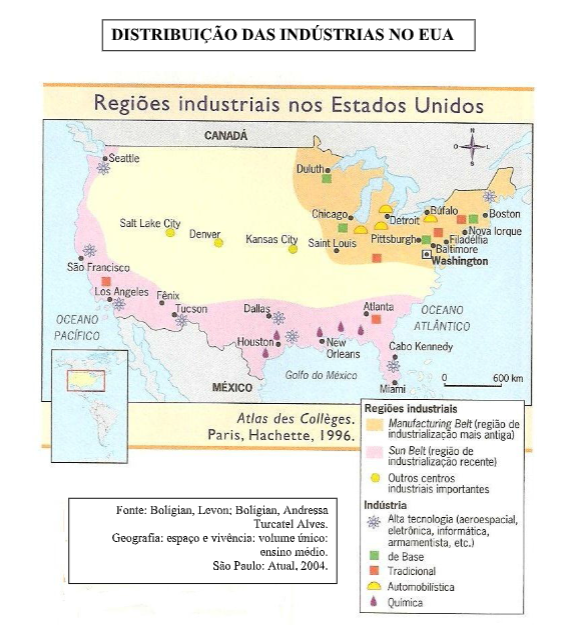 DISTRIBUIÇÃO DAS INDÚSTRIAS NO EUA
Regiões industriais nos Estados Unidos
CANADÁ
N
O
L
S
Seattle
Duluth
Salt Lake City
Denver
Kansas City
Chicago
Saint Louis
Detroit
Búfalo
Boston
Nova Iorque
Pittsburgh
Filadélfia
Baltimore
Washington
São Francisco
Los Angeles
Fênix
Tucson
Dallas
Houston
New
Orleans
Atlanta
Cabo Kennedy
Miami
OCEANO
PACÍFICO
OCEANO
ATLÂNTICO
Golfo do México
MÉXICO
0
600 km
Atlas des Collèges.
Paris, Hachette, 1996.
Regiões industriais
Manufacturing Belt (região de
industrialização mais antiga)
Sun Belt (região de
industrialização recente)
Outros centros
industriais importantes
Indústria
Alta tecnologia (aeroespacial,
eletrônica, informática,
armamentista, etc.)
de Base
Tradicional
Automobilística
Química
Fonte: Boligian, Levon; Boligian, Andressa
Turcatel Alves.
Geografia: espaço e vivência: volume único:
ensino médio.
São Paulo: Atual, 2004.